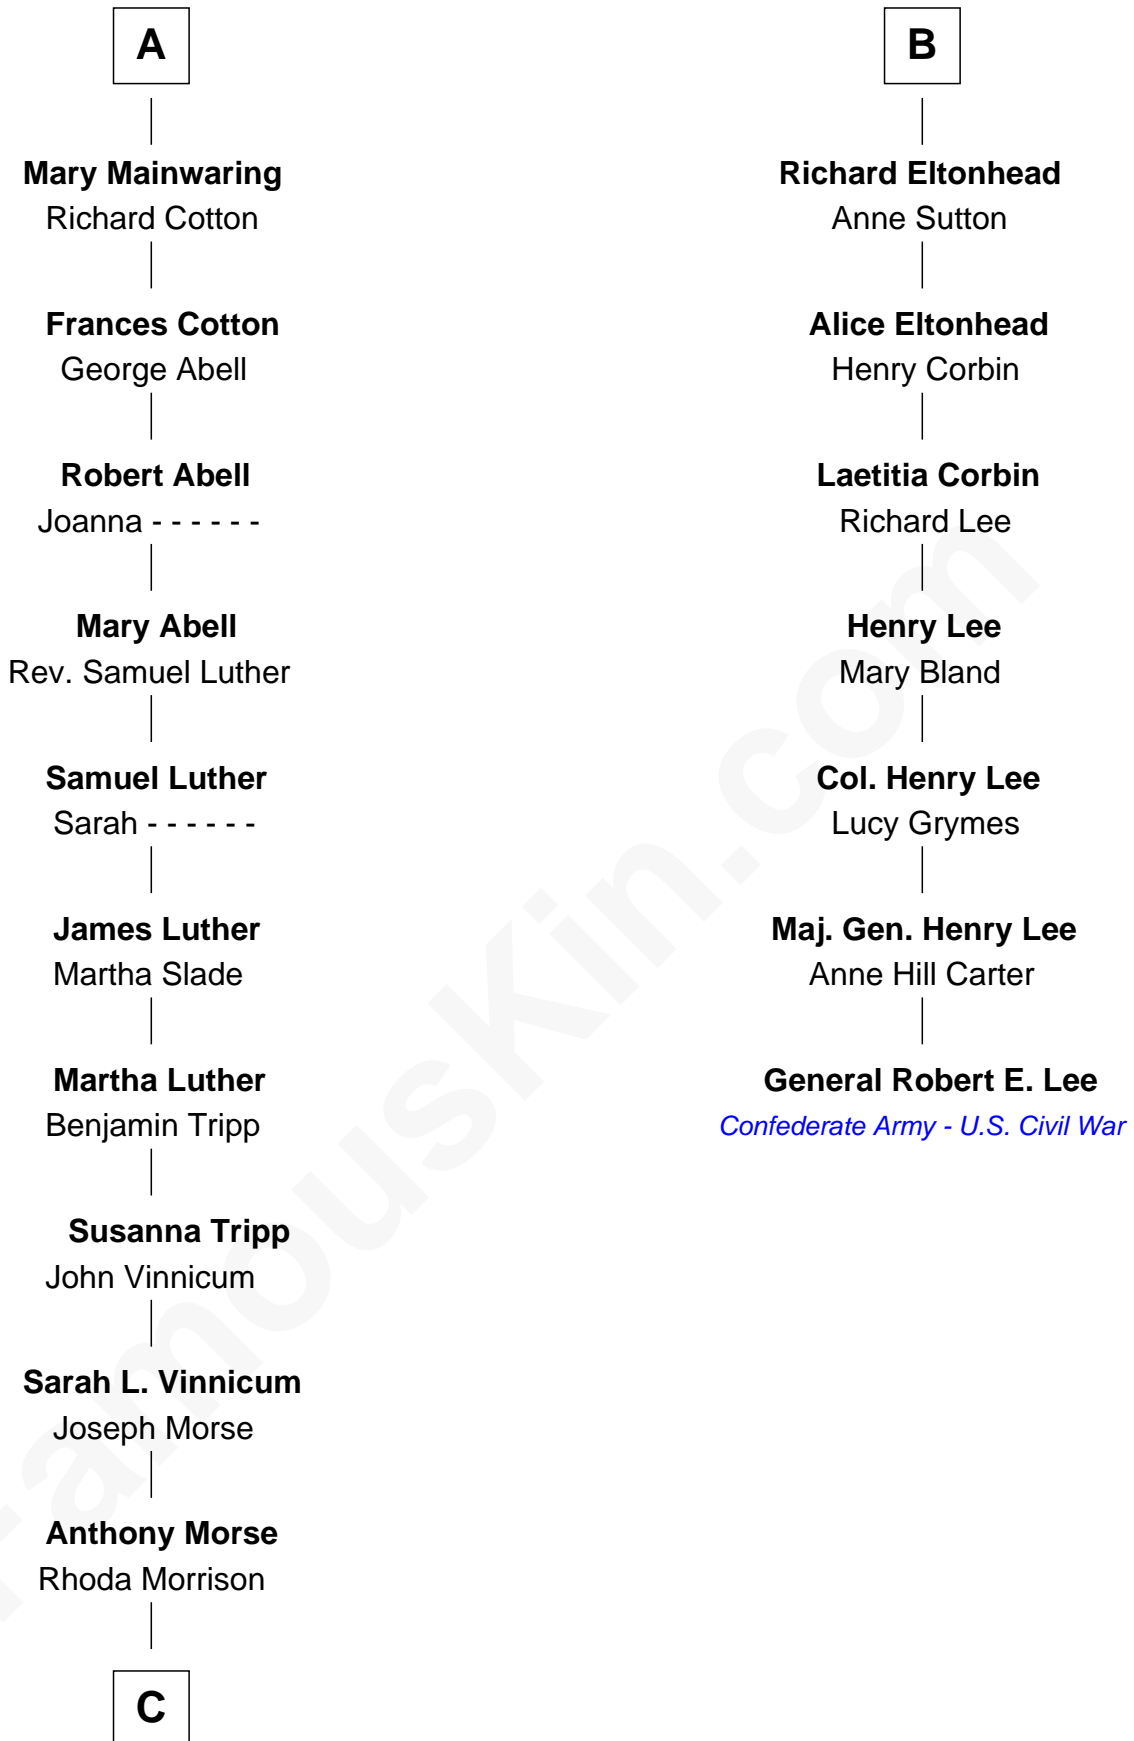 A
Mary Mainwaring
Richard Cotton
Frances Cotton
George Abell
Robert Abell
Joanna - - - - - -
Mary Abell
Rev. Samuel Luther
Samuel Luther
Sarah - - - - - -
James Luther
Martha Slade
Martha Luther
Benjamin Tripp
Susanna Tripp
John Vinnicum
Sarah L. Vinnicum
Joseph Morse
Anthony Morse
Rhoda Morrison
C
B
Richard Eltonhead
Anne Sutton
Alice Eltonhead
Henry Corbin
Laetitia Corbin
Richard Lee
Henry Lee
Mary Bland
Col. Henry Lee
Lucy Grymes
Maj. Gen. Henry Lee
Anne Hill Carter
General Robert E. Lee
Confederate Army - U.S. Civil War
FamousKin.com